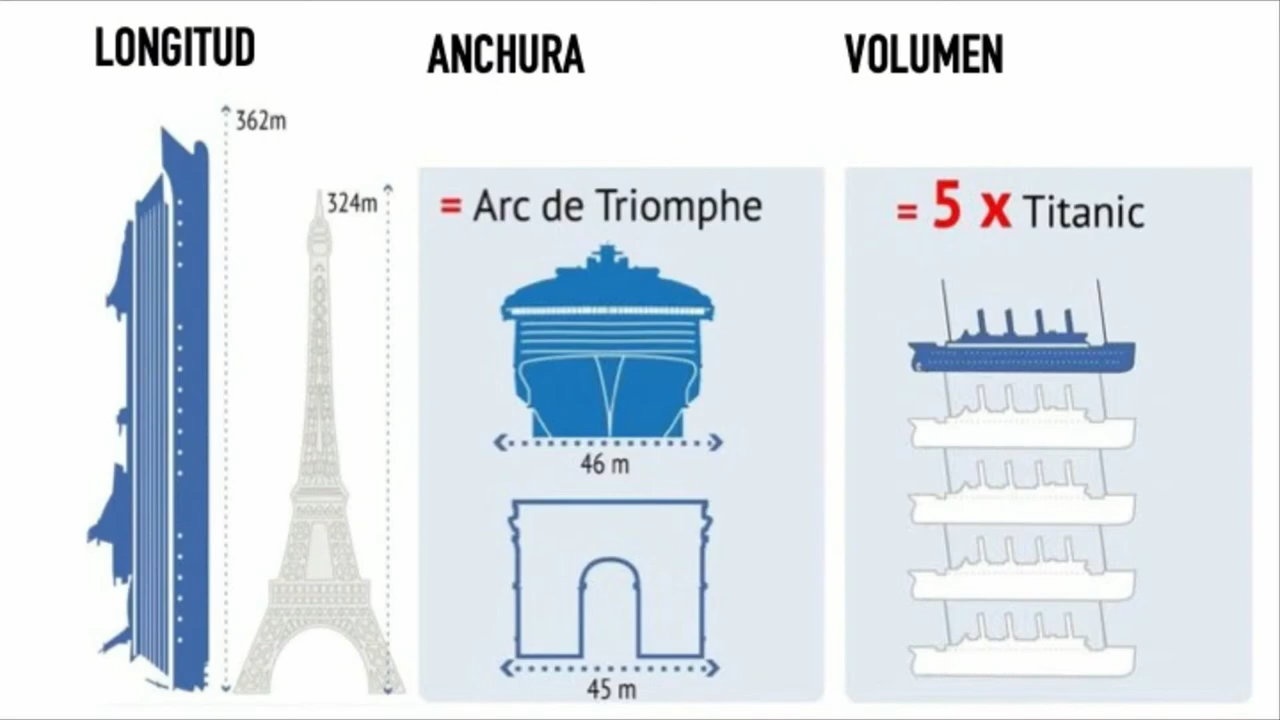 LONGITUD
362m
324m
ANCHURA
= Arc de Triomphe
46 m
45 m
VOLUMEN
= 5 x Titanic